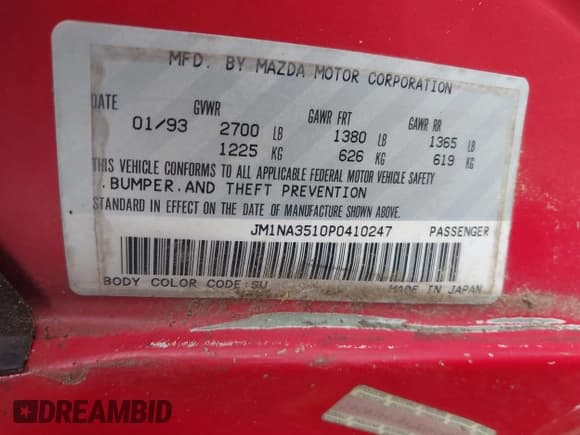 MFD. BY MAZDA MOTOR CORPORATION
DATE GVWR GAWR FRT GAWR RR
01/93 2700 LB 1380 LB 1365 LB
1225 KG 626 KG 619 KG
THIS VEHICLE CONFORMS TO ALL APPLICABLE FEDERAL MOTOR VEHICLE SAFETY
, BUMPER, AND THEFT PREVENTION
STANDARD IN EFFECT ON THE DATE OF MANUFACTURE SHOWN ABOVE.
JM1NA3510P0410247 PASSENGER
BODY COLOR CODE:SU MADE IN JAPAN
DREAMBID